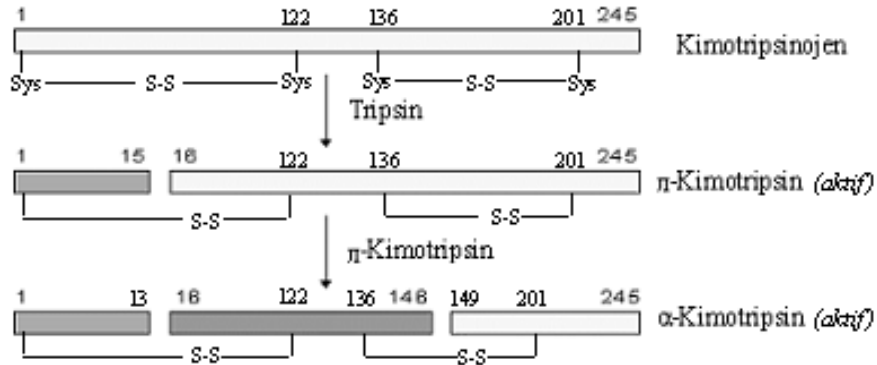 1 122 136 201 245
Kimotripsinojen
Sys S-S Sys Sys S-S Sys
Tripsin
1 15 16 122 136 201 245
π-Kimotripsin (aktif)
S-S S-S
π-Kimotripsin
1 13 16 122 136 146 149 201 245
α-Kimotripsin (aktif)
S-S S-S